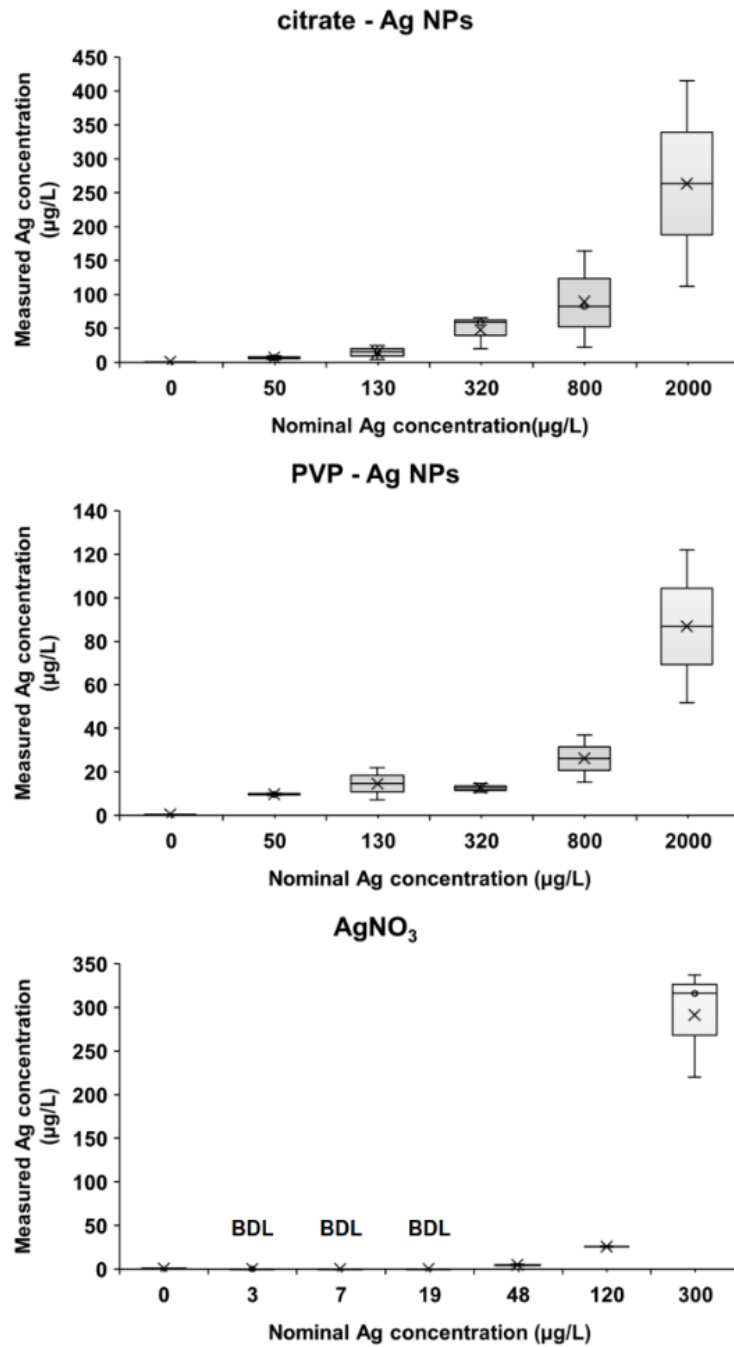 citrate - Ag NPs
Measured Ag concentration
(µg/L)
450
400
350
300
250
200
150
100
50
0
0 50 130 320 800 2000
Nominal Ag concentration(µg/L)
PVP - Ag NPs
Measured Ag concentration
(µg/L)
140
120
100
80
60
40
20
0
0 50 130 320 800 2000
Nominal Ag concentration (µg/L)
AgNO₃
Measured Ag concentration
(µg/L)
350
300
250
200
150
100
50
0
BDL BDL BDL
0 3 7 19 48 120 300
Nominal Ag concentration (µg/L)